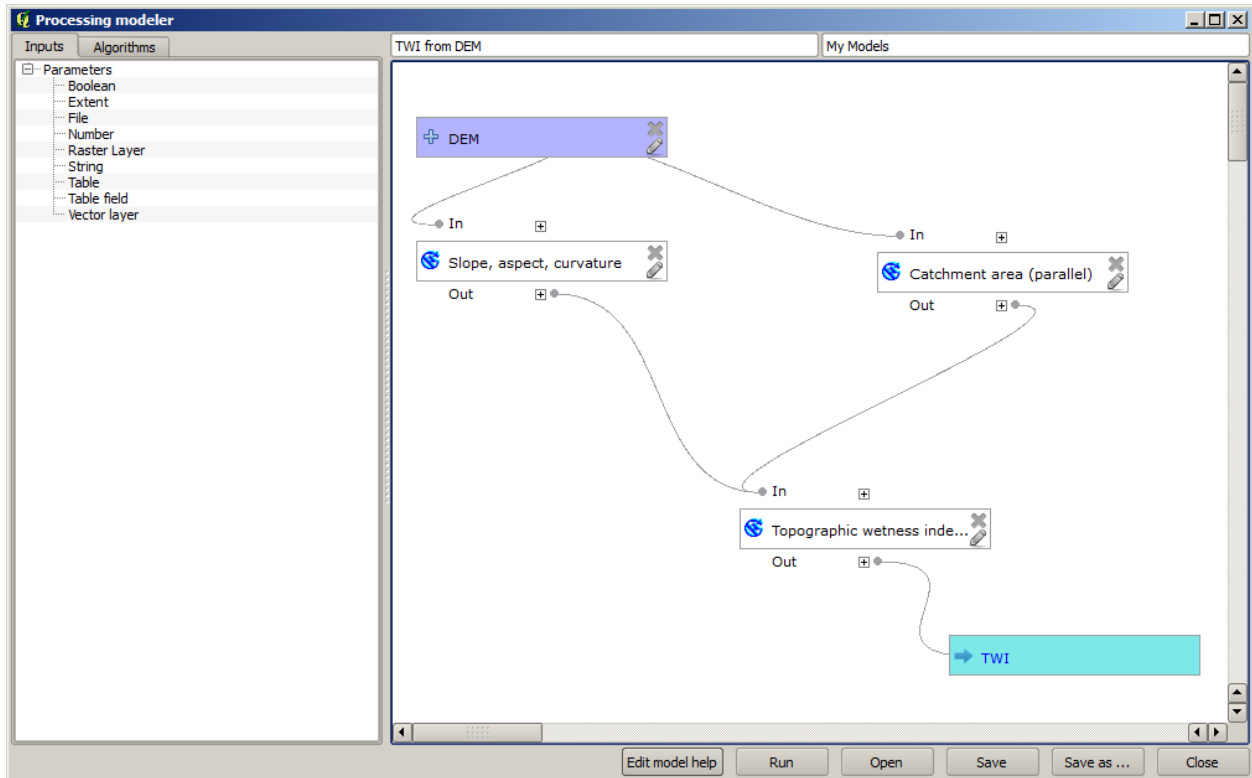 Processing modeler
Inputs Algorithms
TWI from DEM My Models
Parameters
Boolean
Extent
File
Number
Raster Layer
String
Table
Table field
Vector layer
DEM
In
Slope, aspect, curvature
Out
In
Catchment area (parallel)
Out
In
Topographic wetness inde...
Out
TWI
Edit model help Run Open Save Save as ... Close